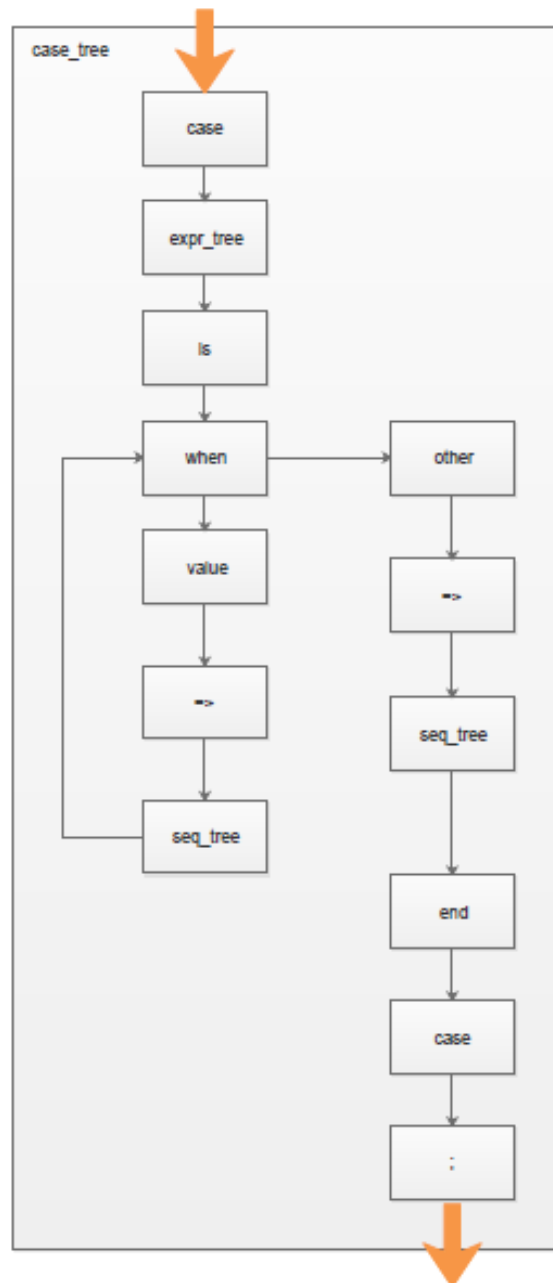 case_tree
case
expr_tree
is
when
other
value
=>
=>
seq_tree
seq_tree
end
case
;